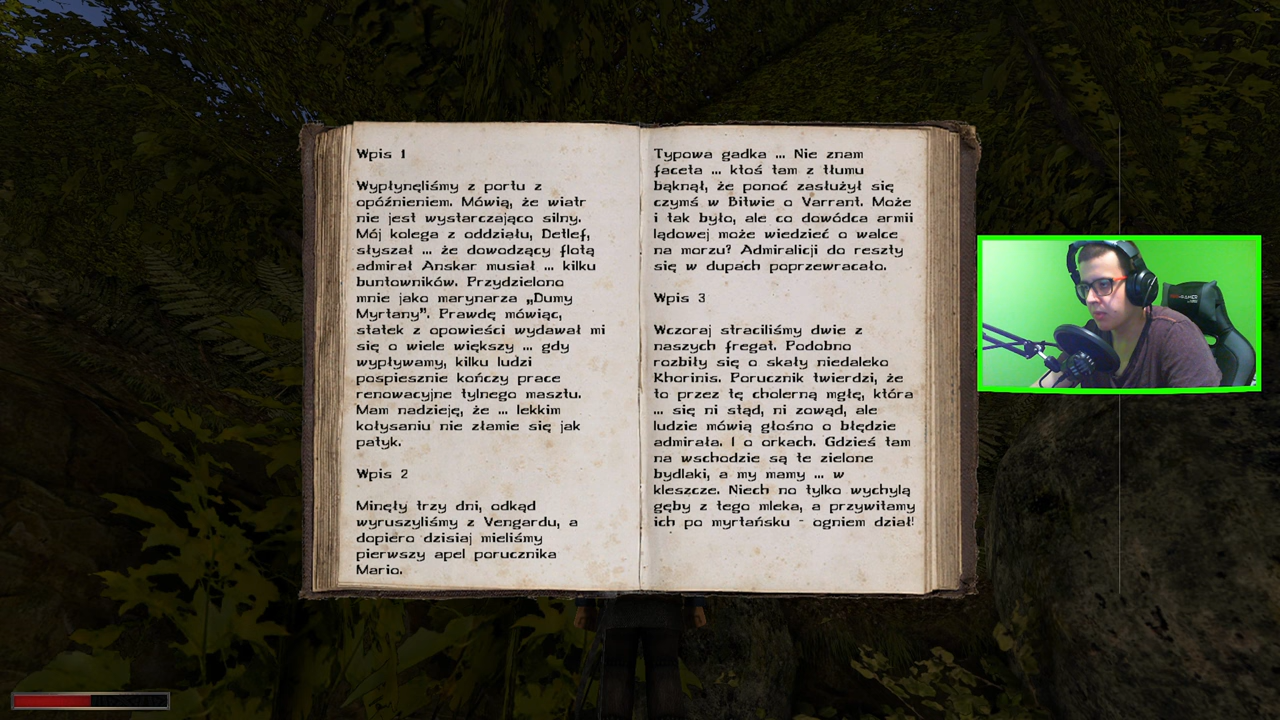 Wpis 1
Wypłynęliśmy z portu z
opóźnieniem. Mówią, że wiatr
nie jest wystarczająco silny.
Mój kolega z oddziału, Detlef,
słyszał ... że dowodzący flotą
admirał Anskar musiał ... kilku
buntowników. Przydzielono
mnie jako marynarza „Dumy
Myrtany”. Prawdę mówiąc,
statek z opowieści wydawał mi
się o wiele większy ... gdy
wypływamy, kilku ludzi
pospiesznie kończy prace
renowacyjne tylnego masztu.
Mam nadzieję, że ... lekkim
kołysaniu nie złamie się jak
patyk.
Wpis 2
Minęły trzy dni, odkąd
wyruszyliśmy z Vengardu, a
dopiero dzisiaj mieliśmy
pierwszy apel porucznika
Mario.
Typowa gadka ... Nie znam
faceta ... ktoś tam z tłumu
bąknął, że ponoć zasłużył się
czymś w Bitwie o Varrant. Może
i tak było, ale co dowódca armii
lądowej może wiedzieć o walce
na morzu? Admiralicji do reszty
się w dupach poprzewracało.
Wpis 3
Wczoraj straciliśmy dwie z
naszych fregat. Podobno
rozbiły się o skały niedaleko
Khorinis. Porucznik twierdzi, że
to przez tę cholerną mgłę, która
... się ni stąd, ni zowąd, ale
ludzie mówią głośno o błędzie
admirała. I o orkach. Gdzieś tam
na wschodzie są te zielone
bydlaki, a my mamy ... w
kleszcze. Niech no tylko wychylą
gęby z tego mleka, a przywitamy
ich po myrtańsku - ogniem dział!